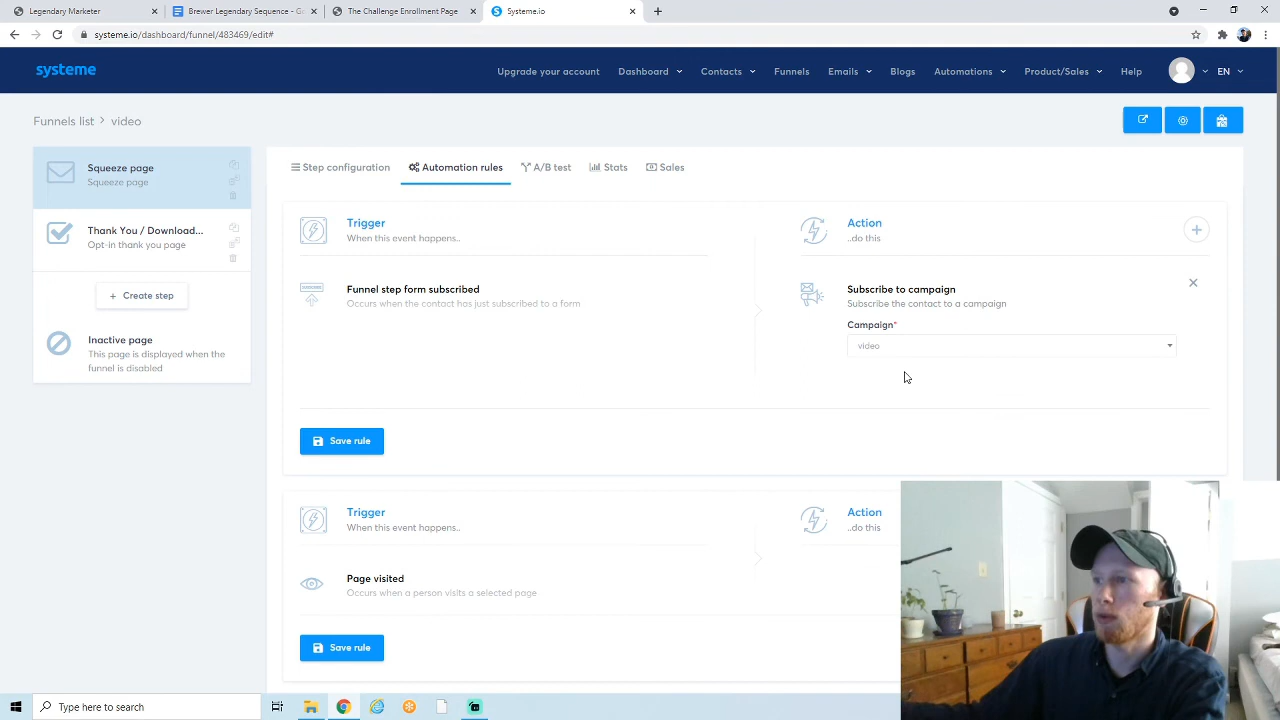 Legendary Marketer
Brewer Legendary Sequence - Go
The Challenge Enrollment Page
Systeme.io
systeme.io/dashboard/funnel/483469/edit#
systeme
Upgrade your account
Dashboard
Contacts
Funnels
Emails
Blogs
Automations
Product/Sales
Help
EN
Funnels list > video
Squeeze page
Squeeze page
Thank You / Download...
Opt-in thank you page
+ Create step
Inactive page
This page is displayed when the
funnel is disabled
Step configuration
Automation rules
A/B test
Stats
Sales
Trigger
When this event happens..
Action
..do this
Funnel step form subscribed
Occurs when the contact has just subscribed to a form
Subscribe to campaign
Subscribe the contact to a campaign
Campaign*
video
Save rule
Trigger
When this event happens..
Action
..do this
Page visited
Occurs when a person visits a selected page
Save rule
Type here to search